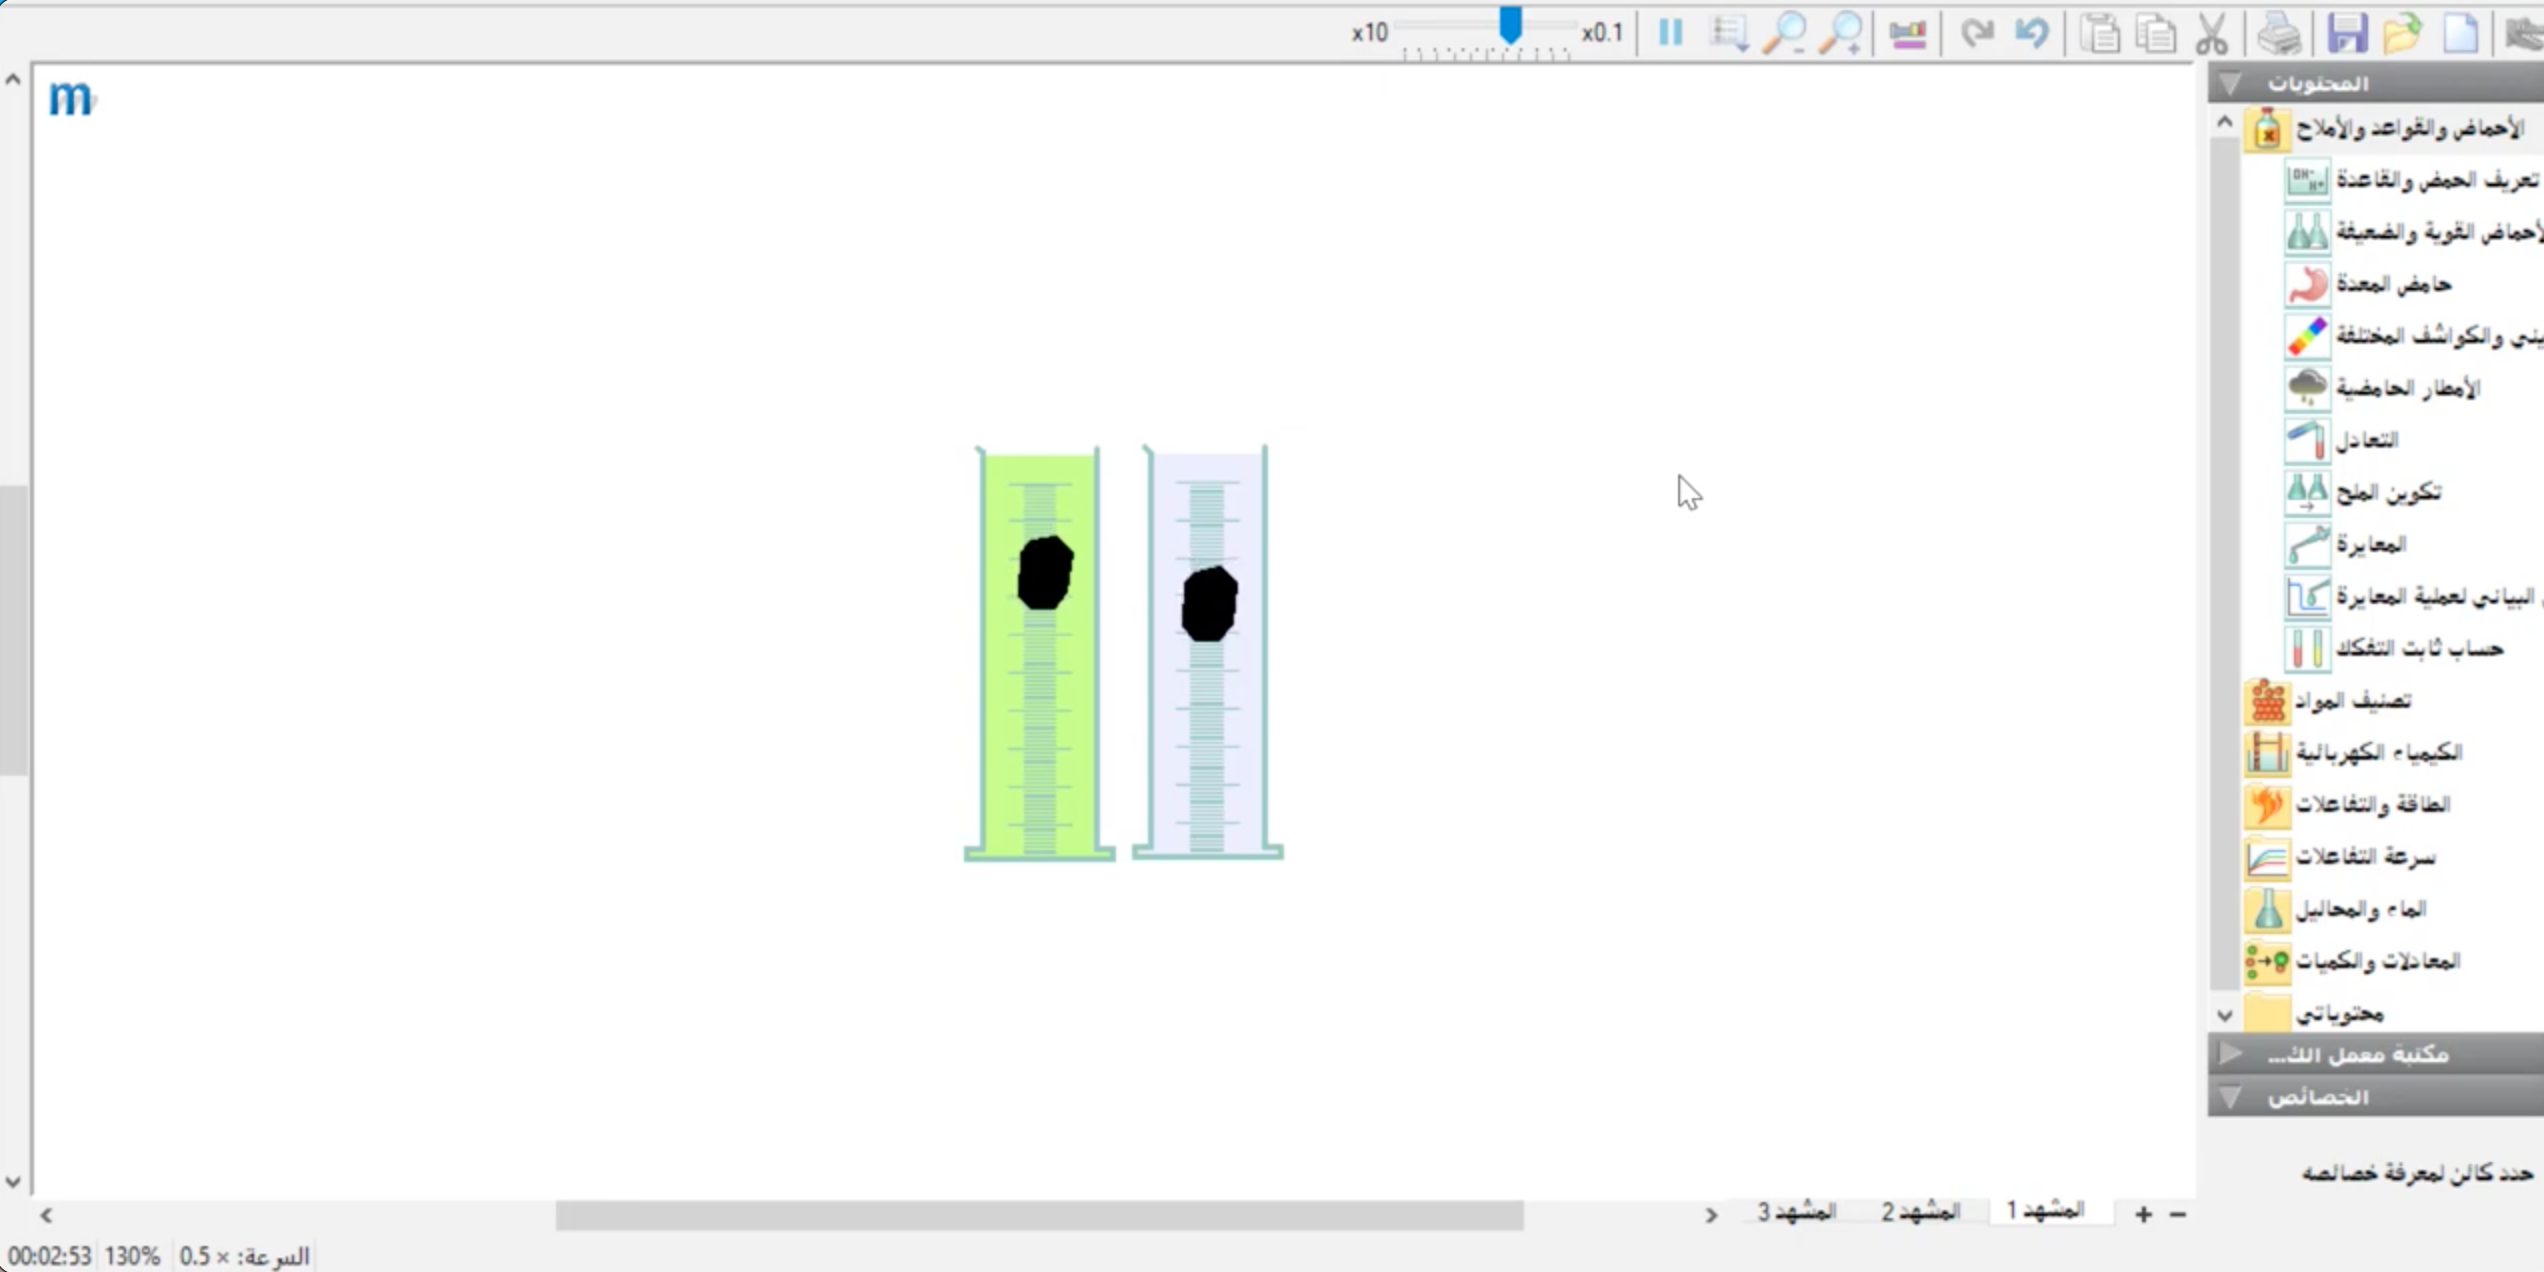 x10
x0.1
m
المحتويات
الأحماض والقواعد والأملاح
تعريف الحمض والقاعدة
الأحماض القوية والضعيفة
حامض المعدة
والكواشف المختلفة
الأمطار الحامضية
التعادل
تكوين الملح
المعايرة
البياني لعملية المعايرة
حساب ثابت التفكك
تصنيف المواد
الكيمياء الكهربائية
الطاقة والتفاعلات
سرعة التفاعلات
الماء والمحاليل
المعادلات والكميات
محتوياتي
مكتبة معمل الك...
الخصائص
حدد كائن لمعرفة خصائصه
المشهد 1
المشهد 2
المشهد 3
00:02:53
130%
السرعة: × 0.5